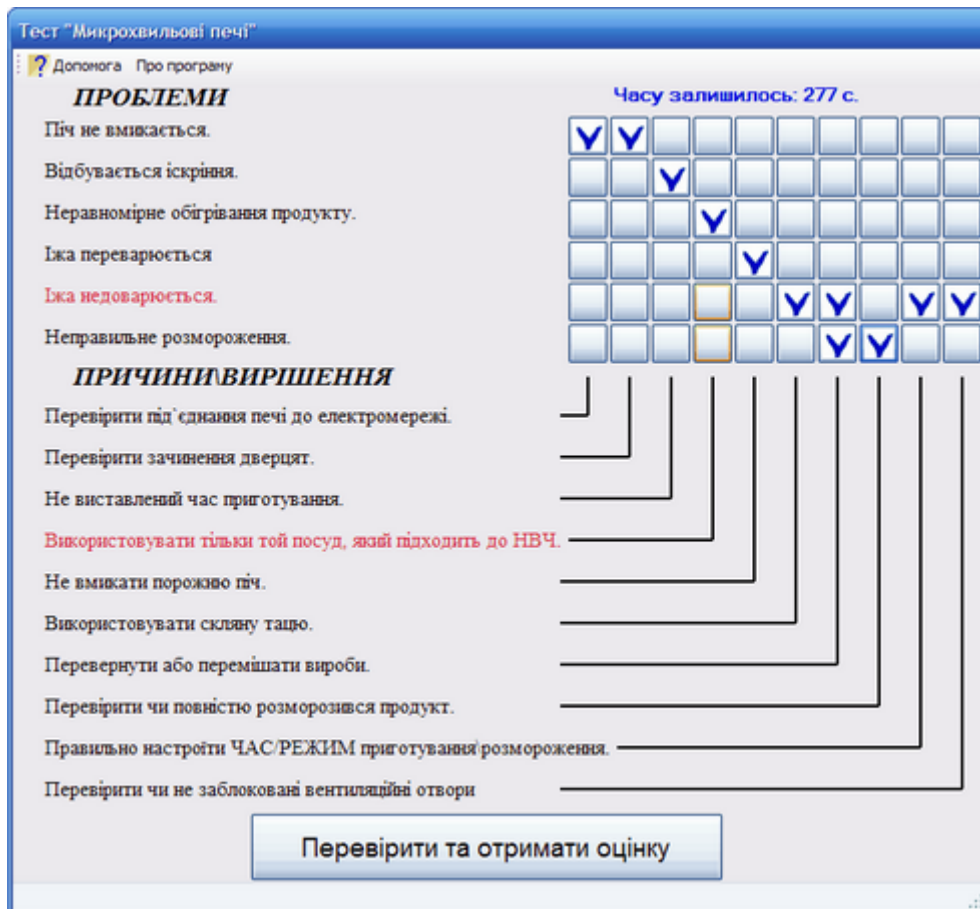 Тест "Микрохвильові печі"
Допомога Про програму
ПРОБЛЕМИ
Часу залишилось: 277 с.
Піч не вмикається.
Відбувається іскріння.
Неравномірне обігрівання продукту.
Їжа переварюється
Їжа недоварюється.
Неправильне розмороження.
ПРИЧИНИ\ВИРІШЕННЯ
Перевірити під`єднання печі до електромережі.
Перевірити зачинення дверцят.
Не виставлений час приготування.
Використовувати тільки той посуд, який підходить до НВЧ.
Не вмикати порожню піч.
Використовувати скляну тацю.
Перевернути або перемішати вироби.
Перевірити чи повністю розморозився продукт.
Правильно настроїти ЧАС/РЕЖИМ приготування\розмороження.
Перевірити чи не заблоковані вентиляційні отвори
Перевірити та отримати оцінку